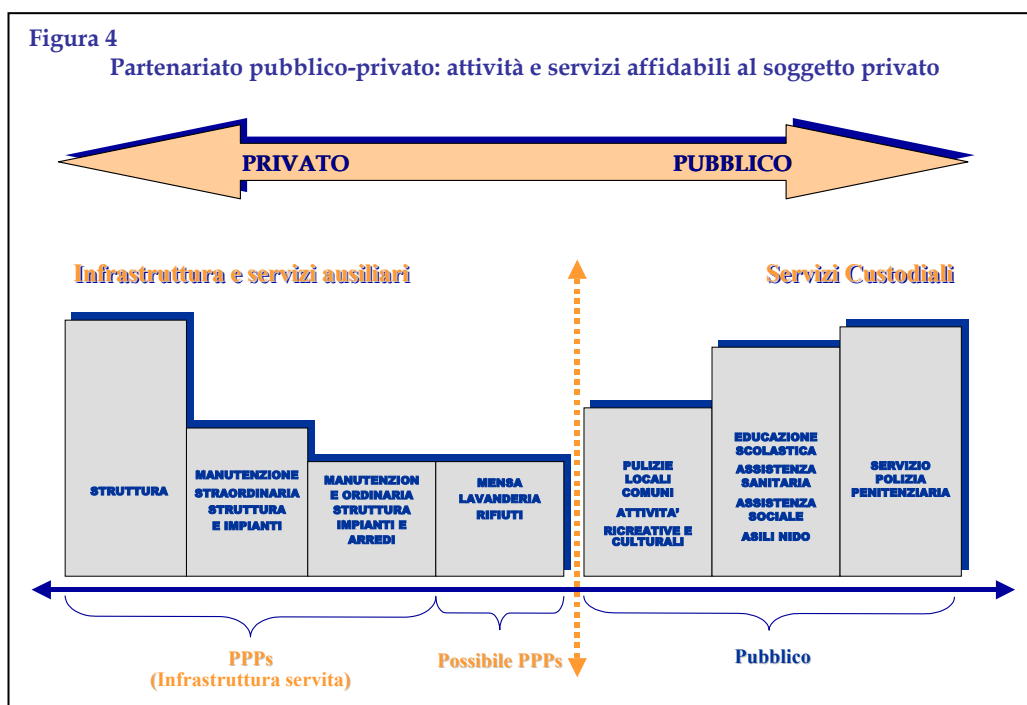 Figura 4
Partenariato pubblico-privato: attività e servizi affidabili al soggetto privato
PRIVATO
PUBBLICO
Infrastruttura e servizi ausiliari
Servizi Custodiali
STRUTTURA
MANUTENZIONE
STRAORDINARIA
STRUTTURA
E IMPIANTI
MANUTENZION
E ORDINARIA
STRUTTURA
IMPIANTI E
ARREDI
MENSA
LAVANDERIA
RIFIUTI
PULIZIE
LOCALI
COMUNI
ATTIVITA’
RICREATIVE E
CULTURALI
EDUCAZIONE
SCOLASTICA
ASSISTENZA
SANITARIA
ASSISTENZA
SOCIALE
ASILI NIDO
SERVIZIO
POLIZIA
PENITENZIARIA
PPPs
(Infrastruttura servita)
Possibile PPPs
Pubblico